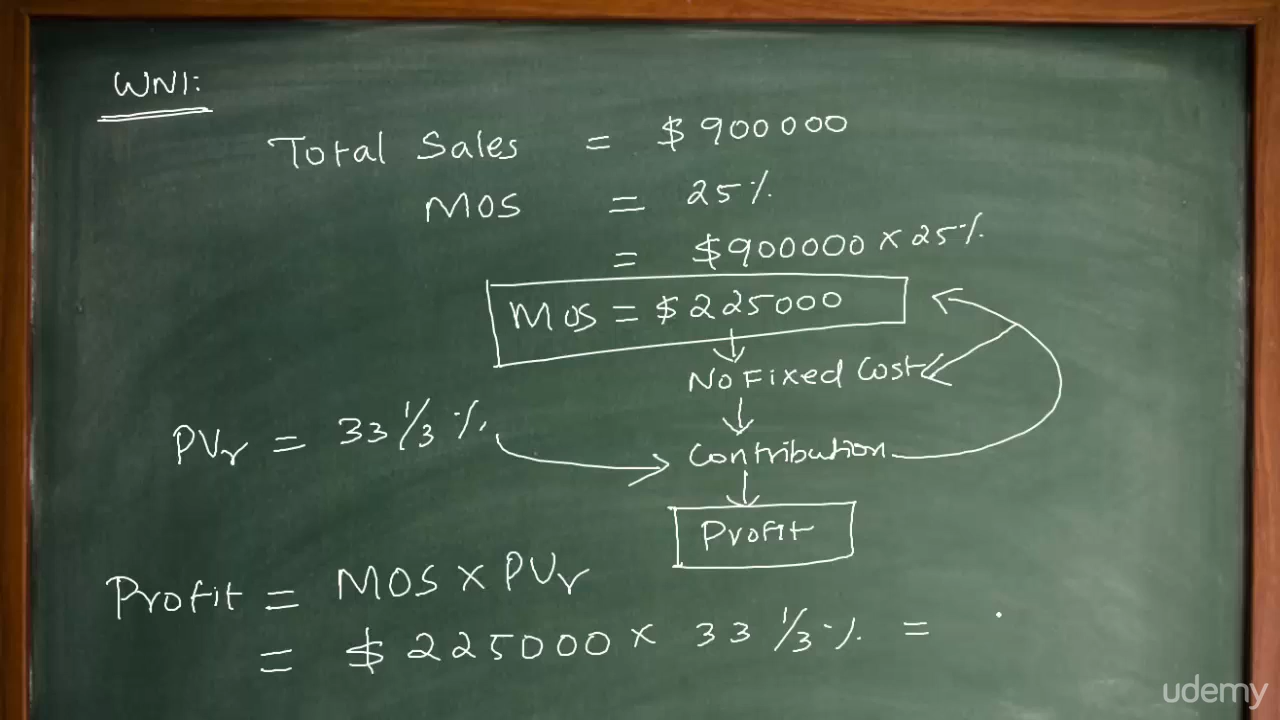 WN1:
Total Sales = $900000
MOS = 25%
= $900000 × 25%
MOS = $225000
No Fixed Cost
PVr = 33 1/3 %
Contribution
Profit
Profit = MOS × PVr
= $225000 × 33 1/3 % =
udemy